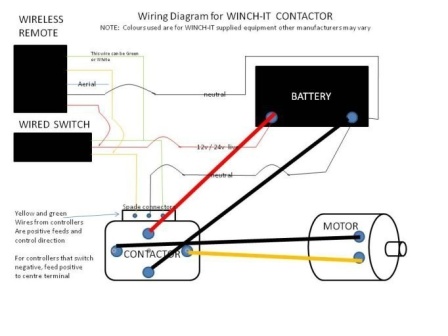 Wiring Diagram for WINCH-IT CONTACTOR
NOTE: Colours used are for WINCH-IT supplied equipment other manufacturers may vary
WIRELESS
REMOTE
This wire can be Green
or White
Aerial
neutral
BATTERY
WIRED SWITCH
12v / 24v live
neutral
Spade connectors
Yellow and green
Wires from controllers
Are positive feeds and
control direction
For controllers that switch
negative, feed positive
to centre terminal
CONTACTOR
MOTOR